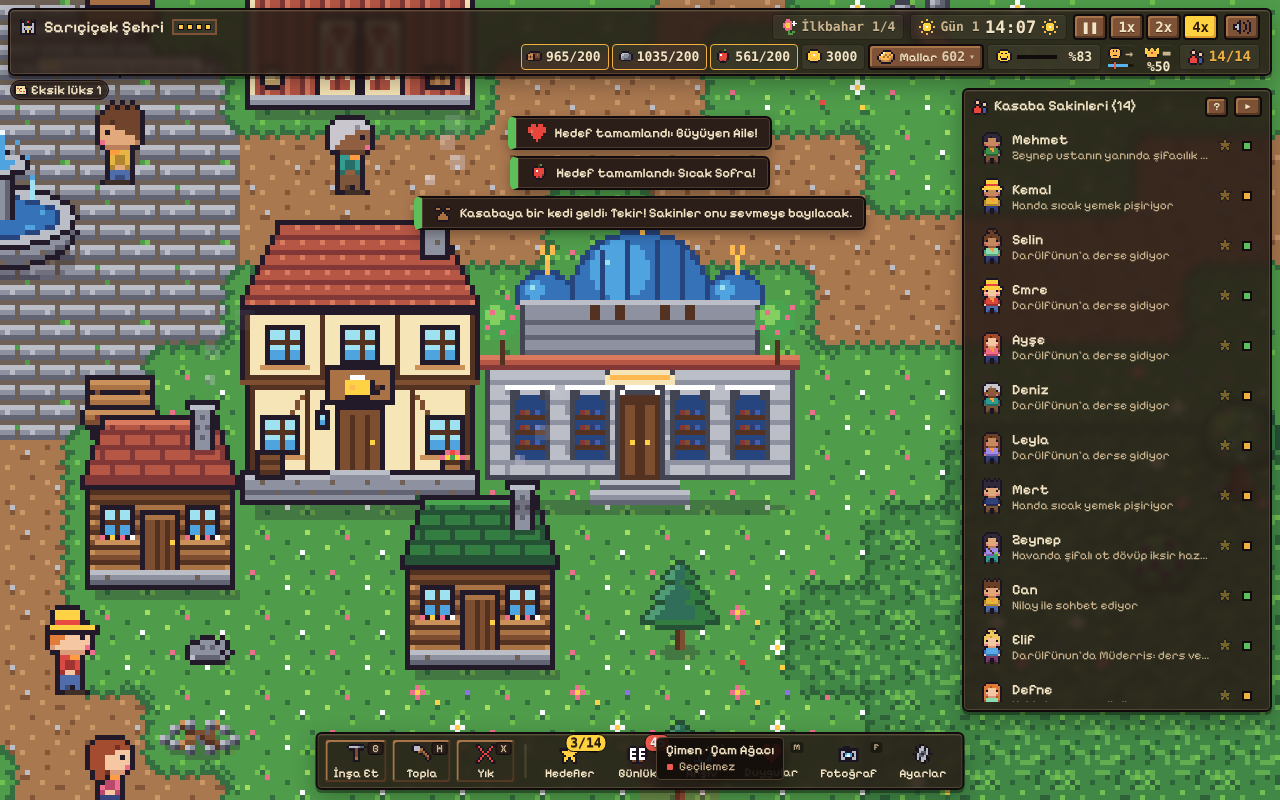 Sarıçiçek Şehri
İlkbahar 1/4
Gün 1 14:07
1x
2x
4x
965/200
1035/200
561/200
3000
Mallar 602
%83
%50
14/14
Eksik lüks 1
Hedef tamamlandı: Büyüyen Aile!
Hedef tamamlandı: Sıcak Sofra!
Kasabaya bir kedi geldi: Tekir! Sakinler onu sevmeye bayılacak.
Kasaba Sakinleri (14)
?
Mehmet
Zeynep ustanın yanında şifacılık ...
Kemal
Handa sıcak yemek pişiriyor
Selin
Darülfünun'a derse gidiyor
Emre
Darülfünun'a derse gidiyor
Ayşe
Darülfünun'a derse gidiyor
Deniz
Darülfünun'a derse gidiyor
Leyla
Darülfünun'a derse gidiyor
Mert
Handa sıcak yemek pişiriyor
Zeynep
Havanda şifalı ot dövüp iksir haz...
Can
Nilay ile sohbet ediyor
Elif
Darülfünun'da Müderris: ders ve...
Defne
İnşa Et
B
Topla
H
Yık
X
3/14
Hedefler
4
Günlük
Çimen · Çam Ağacı
Geçilemez
M
Fotoğraf
F
Ayarlar